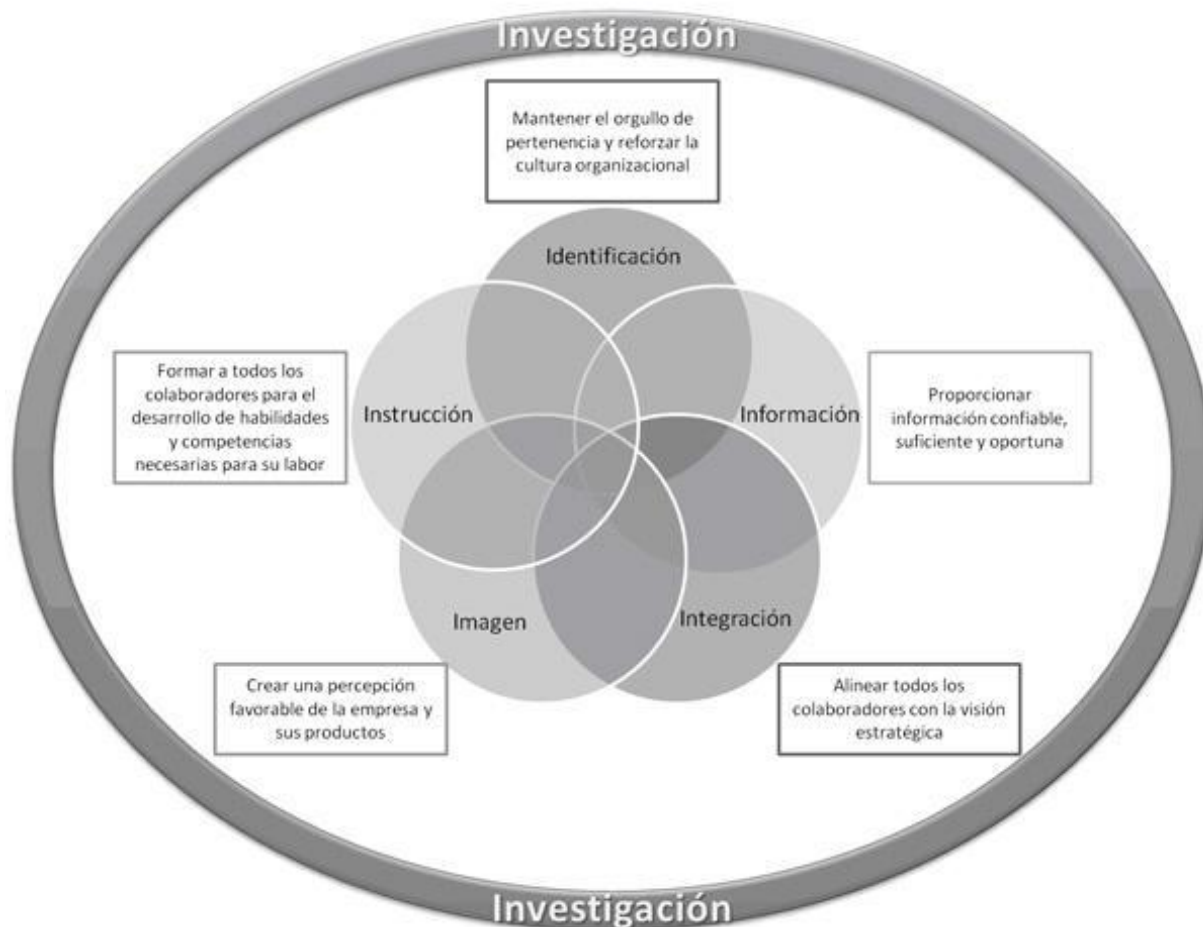 Investigación
Mantener el orgullo de
pertenencia y reforzar la
cultura organizacional
Identificación
Formar a todos los
colaboradores para el
desarrollo de habilidades
y competencias
necesarias para su labor
Instrucción
Información
Proporcionar
información confiable,
suficiente y oportuna
Imagen
Integración
Crear una percepción
favorable de la empresa y
sus productos
Alinear todos los
colaboradores con la visión
estratégica
Investigación